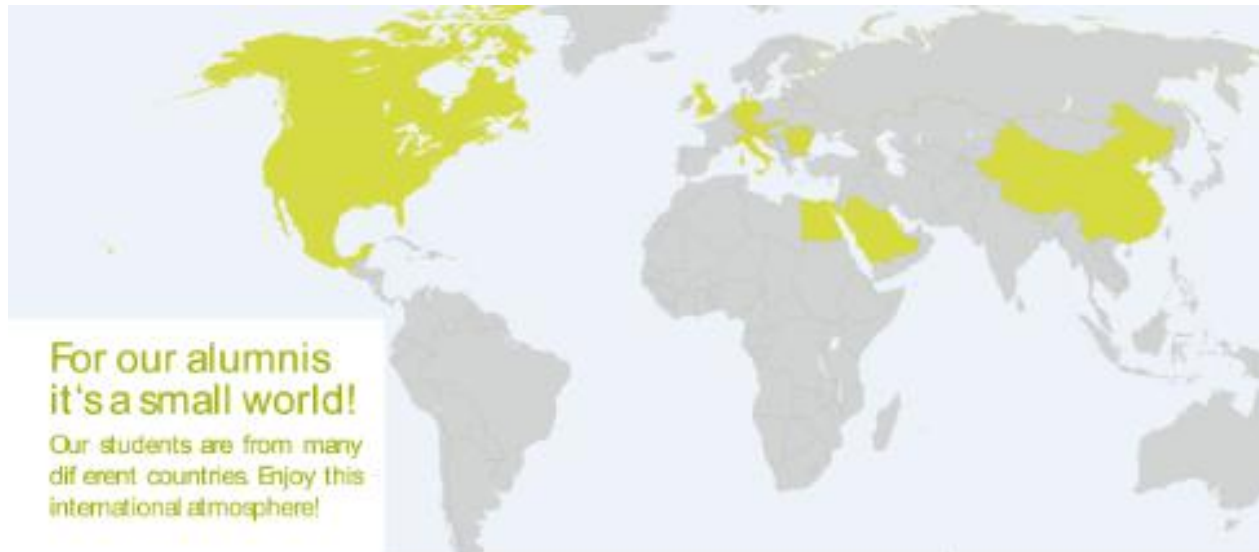 For our alumnis
it's a small world!
Our students are from many
dif erent countries. Enjoy this
international atmosphere!